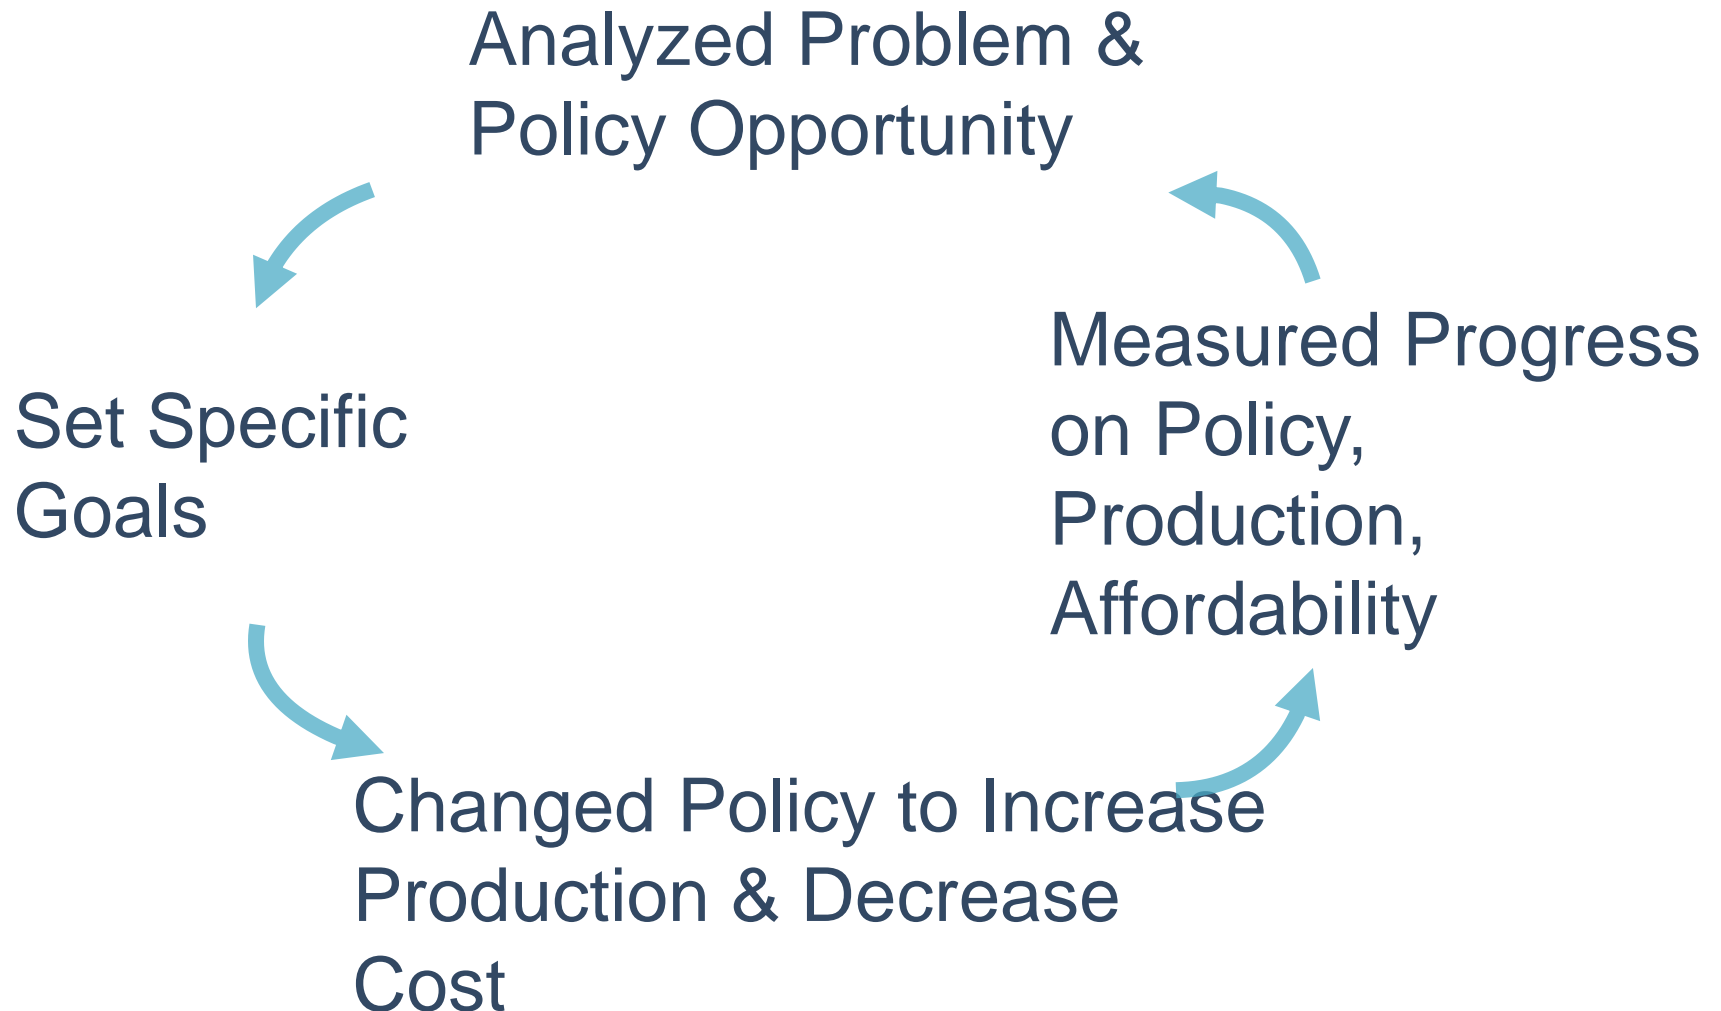 Analyzed Problem &
Policy Opportunity
Set Specific
Goals
Measured Progress
on Policy,
Production,
Affordability
Changed Policy to Increase
Production & Decrease
Cost